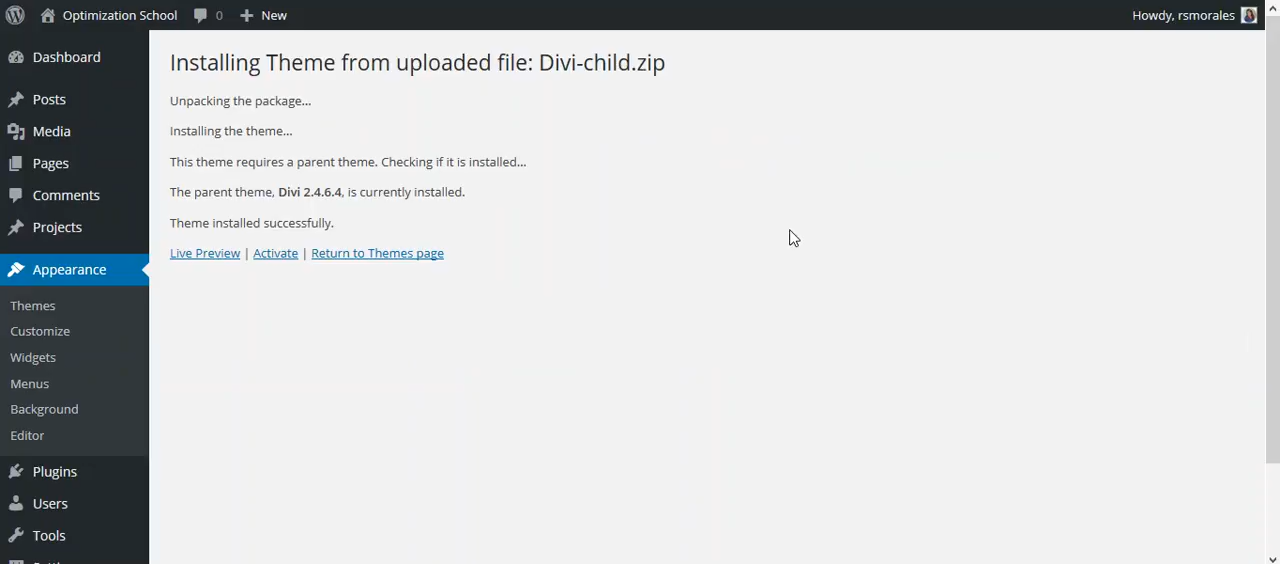 Optimization School 0 New Howdy, rsmorales
Dashboard
Posts
Media
Pages
Comments
Projects
Appearance
Themes
Customize
Widgets
Menus
Background
Editor
Plugins
Users
Tools
Installing Theme from uploaded file: Divi-child.zip
Unpacking the package...
Installing the theme...
This theme requires a parent theme. Checking if it is installed...
The parent theme, Divi 2.4.6.4, is currently installed.
Theme installed successfully.
Live Preview | Activate | Return to Themes page